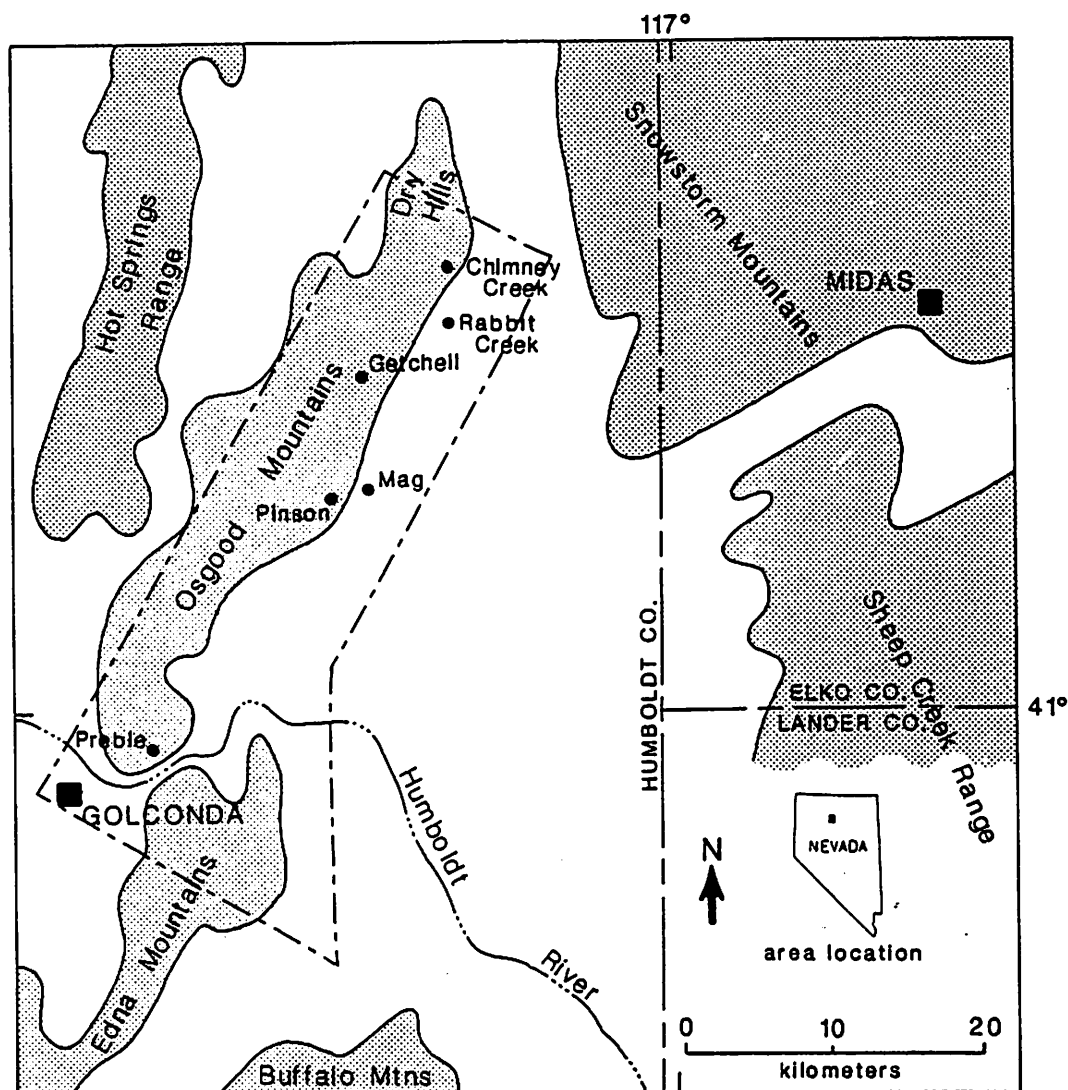 117°
Snowstorm Mountains
Dry
Hills
Hot Springs
Range
Chimney
Creek
MIDAS
Rabbit
Creek
Getchell
Osgood Mountains
Mag
Pinson
Sheep Creek Range
HUMBOLDT CO.
ELKO CO.
LANDER CO.
41°
Preble
GOLCONDA
Humboldt River
Edna Mountains
N
NEVADA
area location
0 10 20
kilometers
Buffalo Mtns